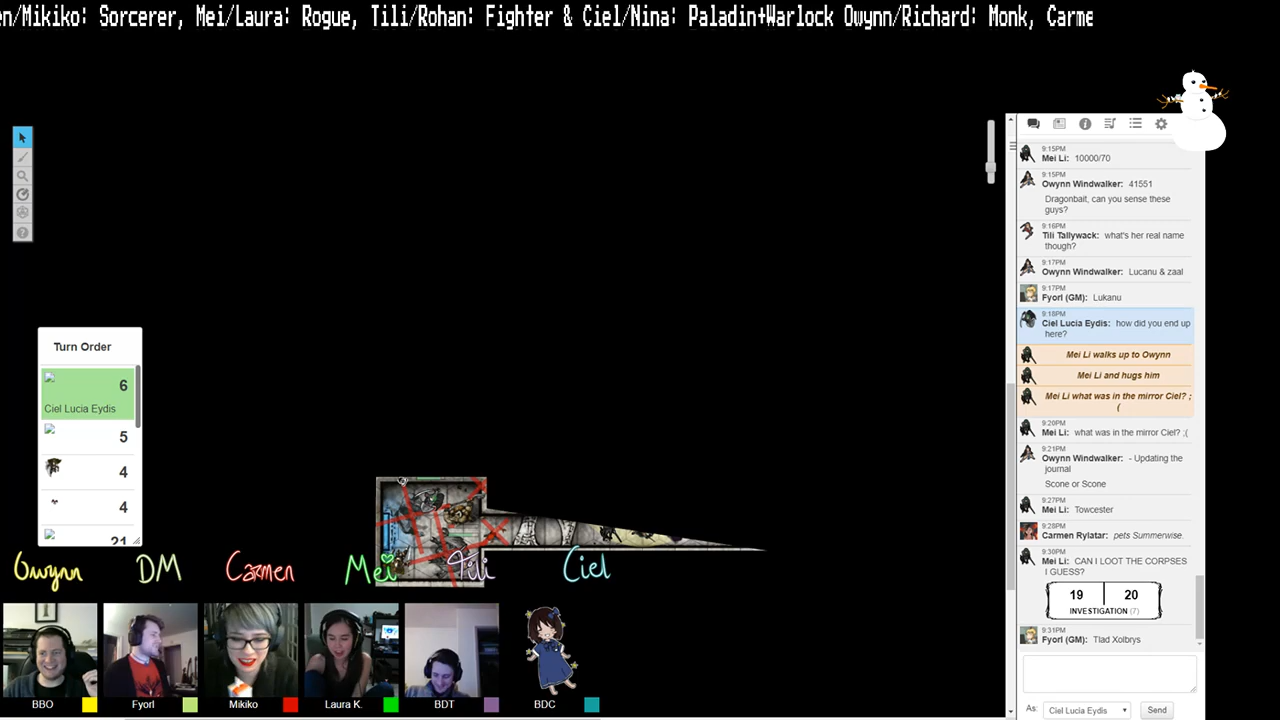 en/Mikiko: Sorcerer, Mei/Laura: Rogue, Tili/Rohan: Fighter & Ciel/Nina: Paladin+Warlock Owynn/Richard: Monk, Carme
9:15PM
Mei Li: 10000/70
9:15PM
Owynn Windwalker: 41551
Dragonbait, can you sense these
guys?
9:16PM
Tili Tallywack: what's her real name
though?
9:17PM
Owynn Windwalker: Lucanu & zaal
9:17PM
Fyorl (GM): Lukanu
9:18PM
Ciel Lucia Eydis: how did you end up
here?
Mei Li walks up to Owynn
Mei Li and hugs him
Mei Li what was in the mirror Ciel? ;
(
9:20PM
Mei Li: what was in the mirror Ciel? ;(
9:21PM
Owynn Windwalker: - Updating the
journal
Scone or Scone
9:27PM
Mei Li: Towcester
9:28PM
Carmen Rylatar: pets Summerwise.
9:30PM
Mei Li: CAN I LOOT THE CORPSES
I GUESS?
19 20
INVESTIGATION (7)
9:31PM
Fyorl (GM): Tlad Xolbrys
As: Ciel Lucia Eydis Send
Turn Order
6
Ciel Lucia Eydis
5
4
4
21
Owynn DM Carmen Mei Tili Ciel
BBO Fyorl Mikiko Laura K. BDT BDC